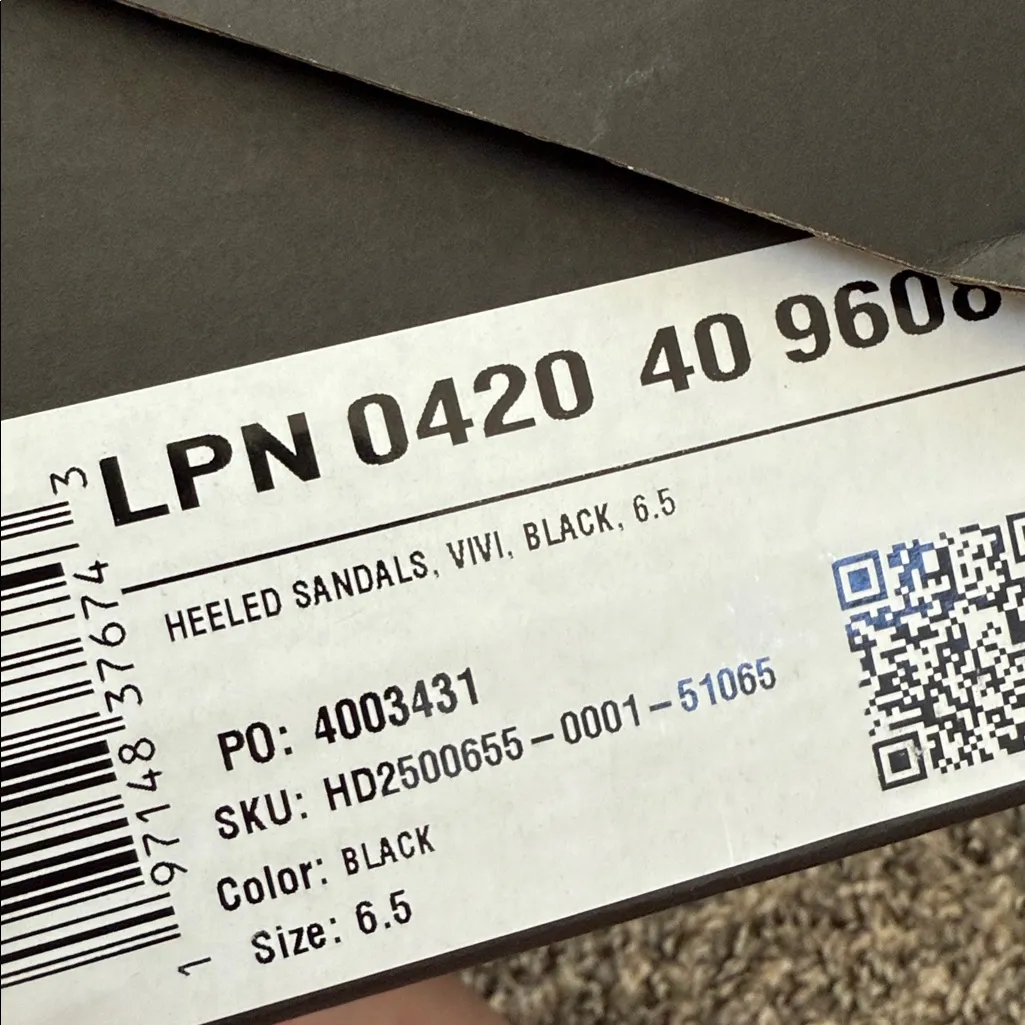 LPN 0420 40 9608
HEELED SANDALS, VIVI, BLACK, 6.5
PO: 4003431
SKU: HD2500655-0001-51065
Color: BLACK
Size: 6.5
1 97148 37674 3